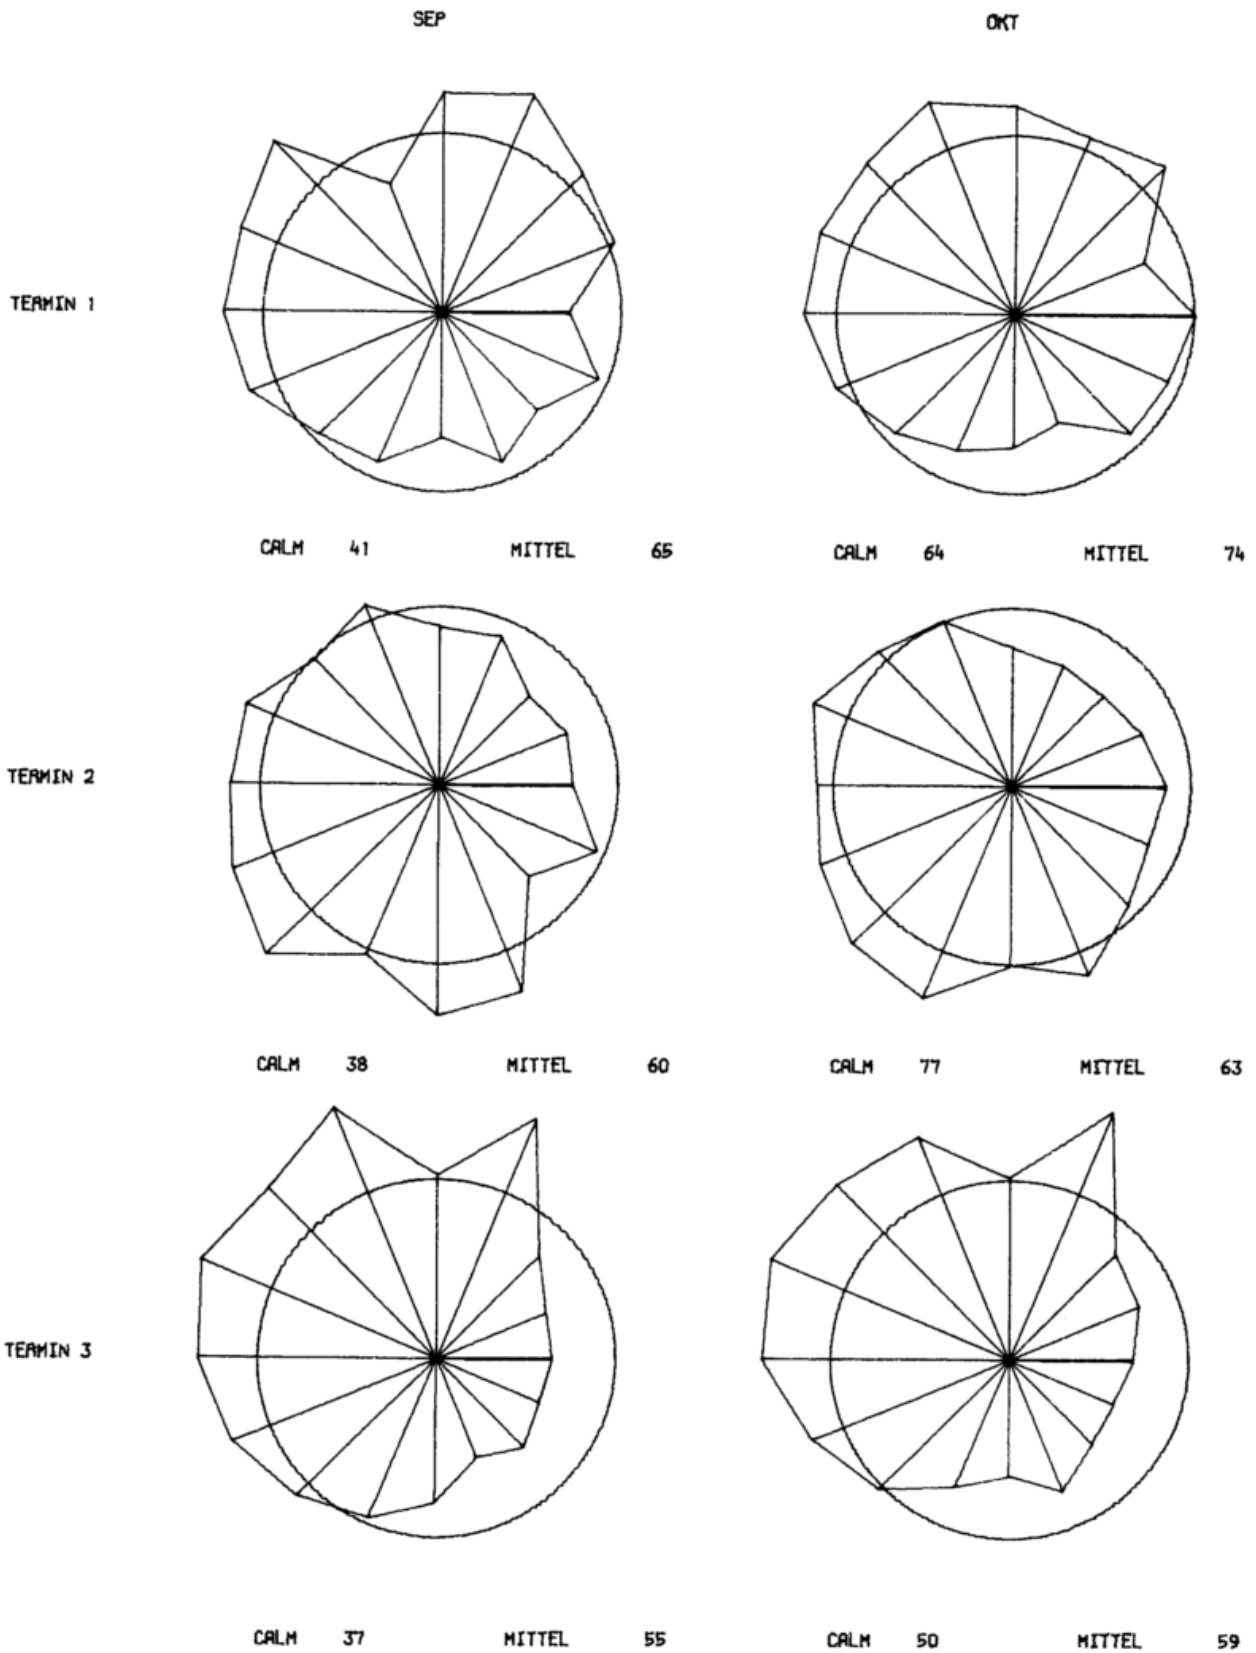 SEP OKT
TERMIN 1
CALM 41 MITTEL 65 CALM 64 MITTEL 74
TERMIN 2
CALM 38 MITTEL 60 CALM 77 MITTEL 63
TERMIN 3
CALM 37 MITTEL 55 CALM 50 MITTEL 59